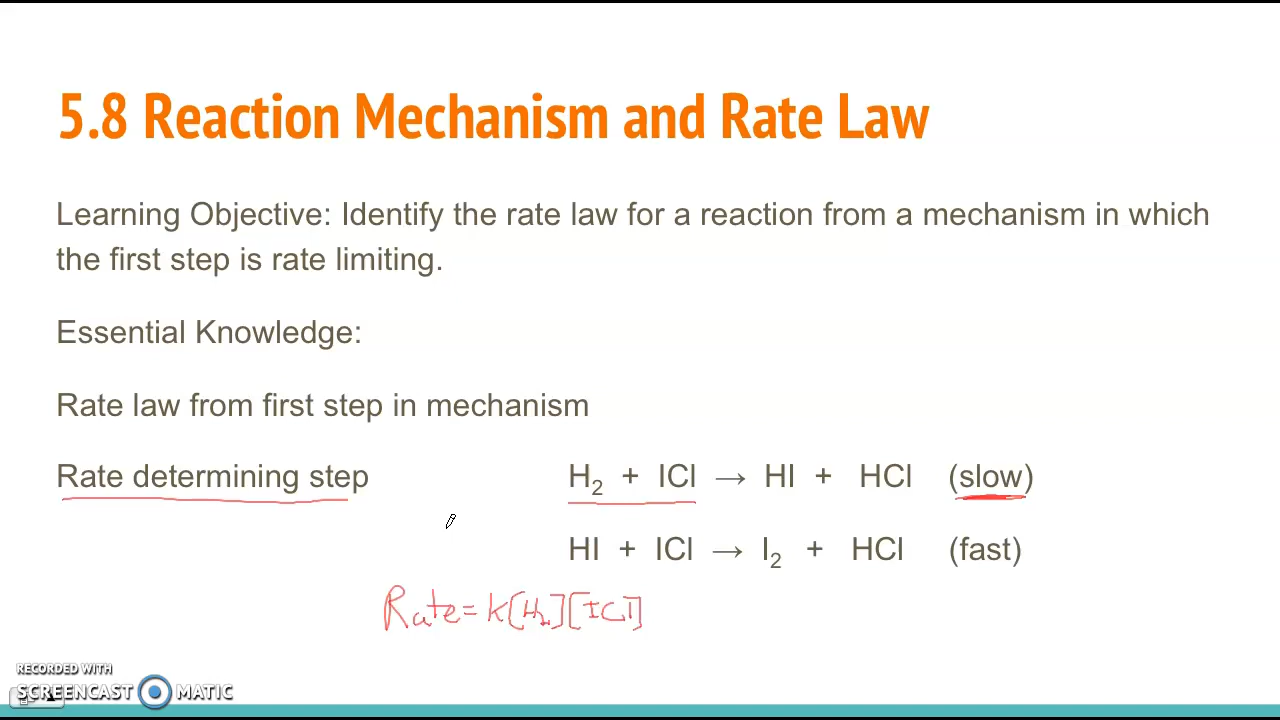 5.8 Reaction Mechanism and Rate Law
Learning Objective: Identify the rate law for a reaction from a mechanism in which
the first step is rate limiting.
Essential Knowledge:
Rate law from first step in mechanism
Rate determining step H₂ + ICl → HI + HCl (slow)
HI + ICl → I₂ + HCl (fast)
Rate = K[H₂][ICl]
RECORDED WITH
SCREENCAST MATIC